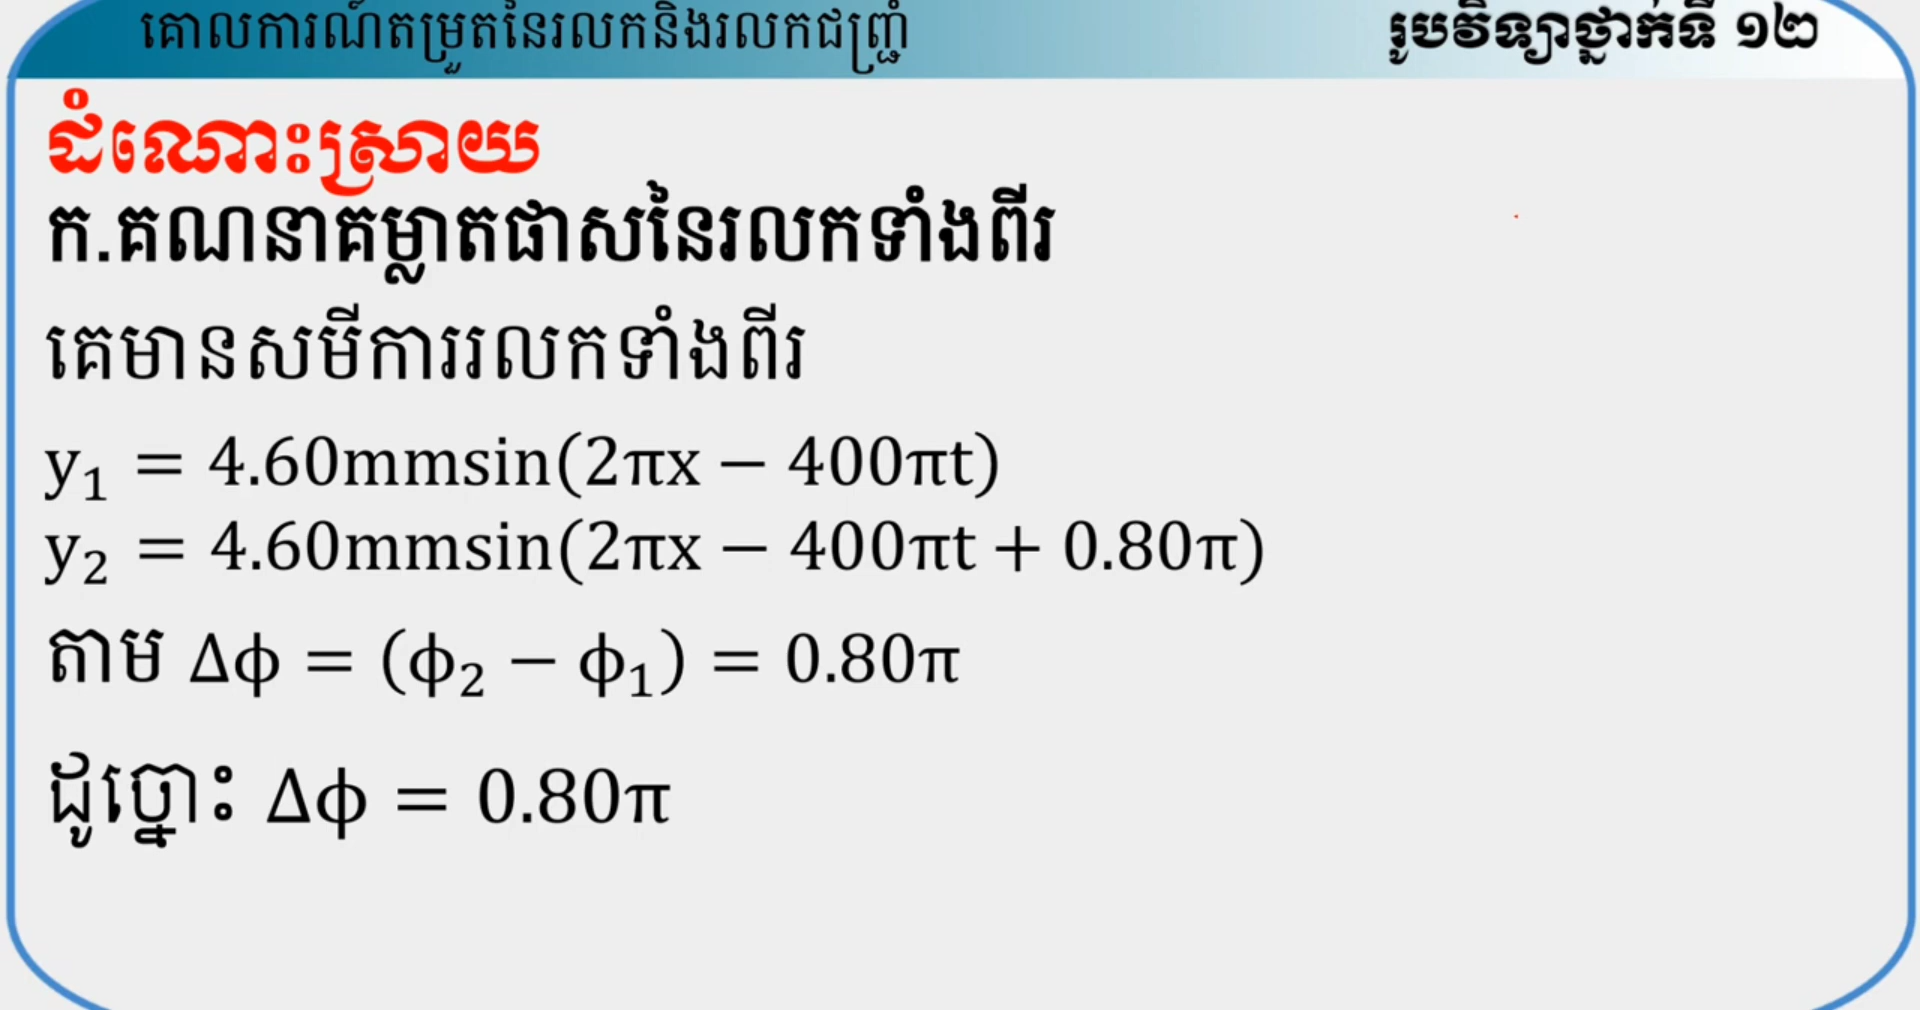 គោលការណ៍តម្រួតនៃរលកនិងរលកជញ្ជ្រំ
រូបវិទ្យាថ្នាក់ទី ១២
ដំណោះស្រាយ
ក.គណនាគម្លាតផាសនៃរលកទាំងពីរ
គេមានសមីការរលកទាំងពីរ
y₁ = 4.60mmsin(2πx − 400πt)
y₂ = 4.60mmsin(2πx − 400πt + 0.80π)
តាម Δϕ = (ϕ₂ − ϕ₁) = 0.80π
ដូច្នោះ Δϕ = 0.80π